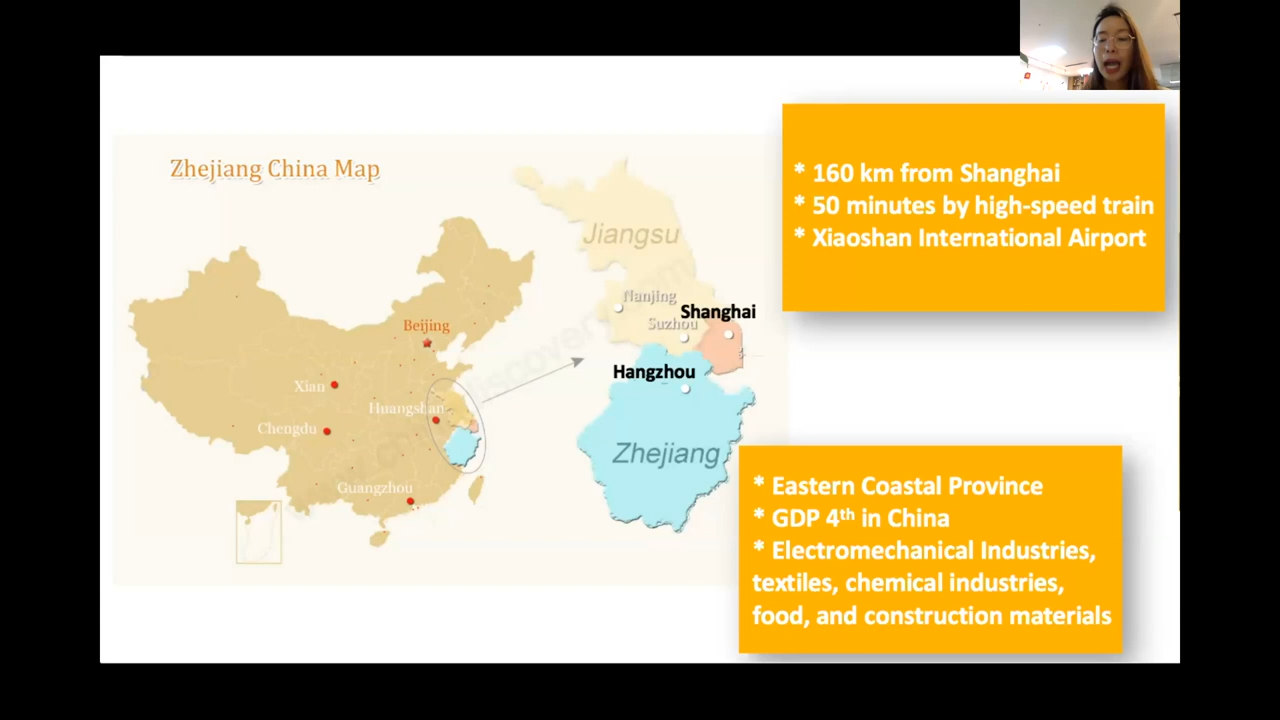 Zhejiang China Map
* 160 km from Shanghai
* 50 minutes by high-speed train
* Xiaoshan International Airport
Jiangsu
Nanjing
Shanghai
Suzhou
Beijing
Hangzhou
Xian
Huangshan
Chengdu
Zhejiang
Guangzhou
* Eastern Coastal Province
* GDP 4th in China
* Electromechanical Industries,
textiles, chemical industries,
food, and construction materials